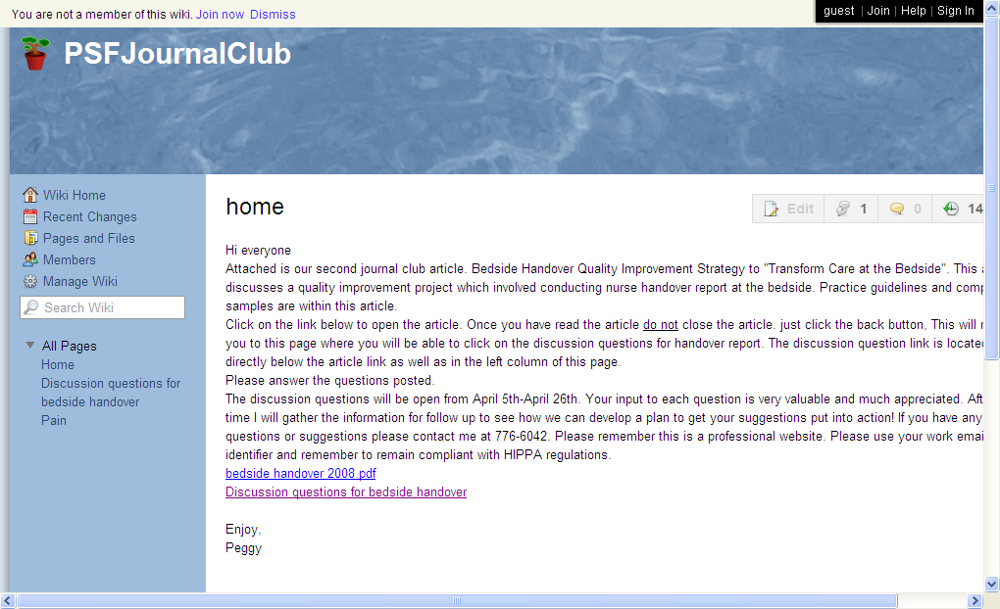 You are not a member of this wiki. Join now Dismiss
guest | Join | Help | Sign In
PSFJournalClub
Wiki Home
Recent Changes
Pages and Files
Members
Manage Wiki
Search Wiki
All Pages
Home
Discussion questions for
bedside handover
Pain
home
Edit
1
0
14
Hi everyone
Attached is our second journal club article. Bedside Handover Quality Improvement Strategy to "Transform Care at the Bedside". This
discusses a quality improvement project which involved conducting nurse handover report at the bedside. Practice guidelines and
samples are within this article.
Click on the link below to open the article. Once you have read the article do not close the article. just click the back button, This will
you to this page where you will be able to click on the discussion questions for handover report. The discussion question link is
directly below the article link as well as in the left column of this page.
Please answer the questions posted.
The discussion questions will be open from April 5th-April 26th. Your input to each question is very valuable and much appreciated.
time I will gather the information for follow up to see how we can develop a plan to get your suggestions put into action! If you have any
questions or suggestions please contact me at 776-6042. Please remember this is a professional website. Please use your work
identifier and remember to remain compliant with HIPPA regulations.
bedside handover 2008.pdf
Discussion questions for bedside handover
Enjoy,
Peggy